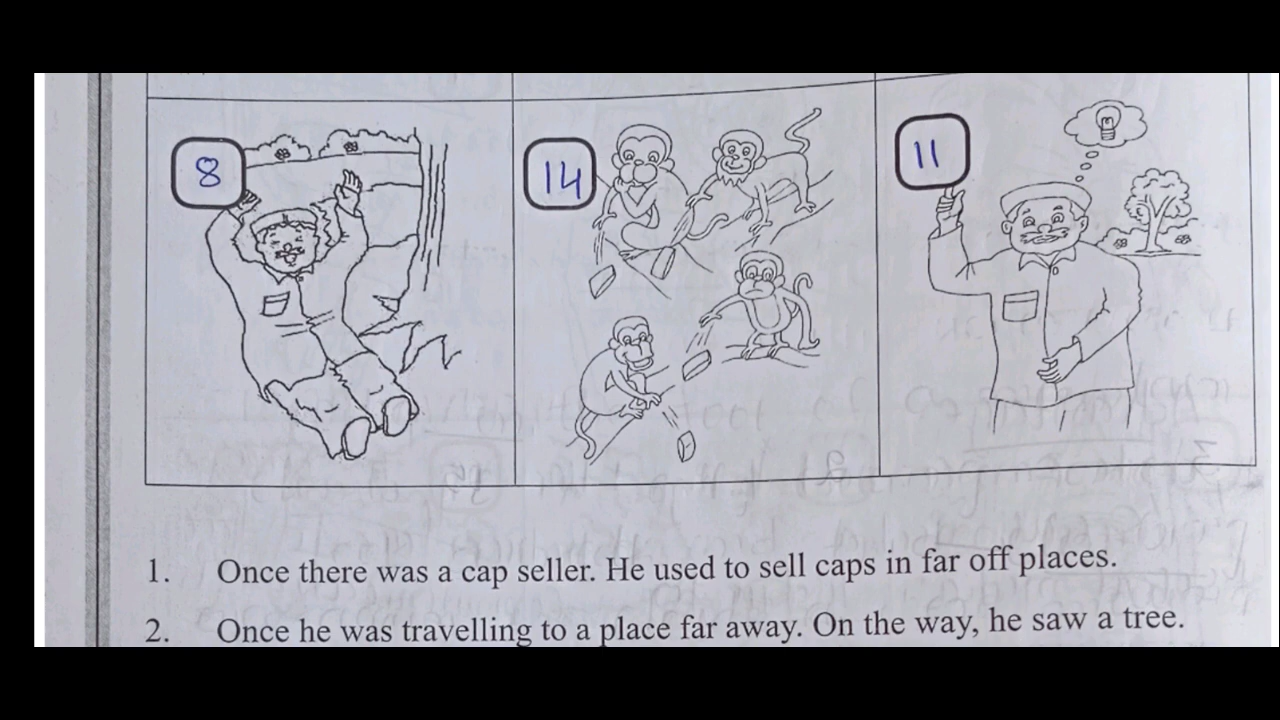 8 14 11
1. Once there was a cap seller. He used to sell caps in far off places.
2. Once he was travelling to a place far away. On the way, he saw a tree.